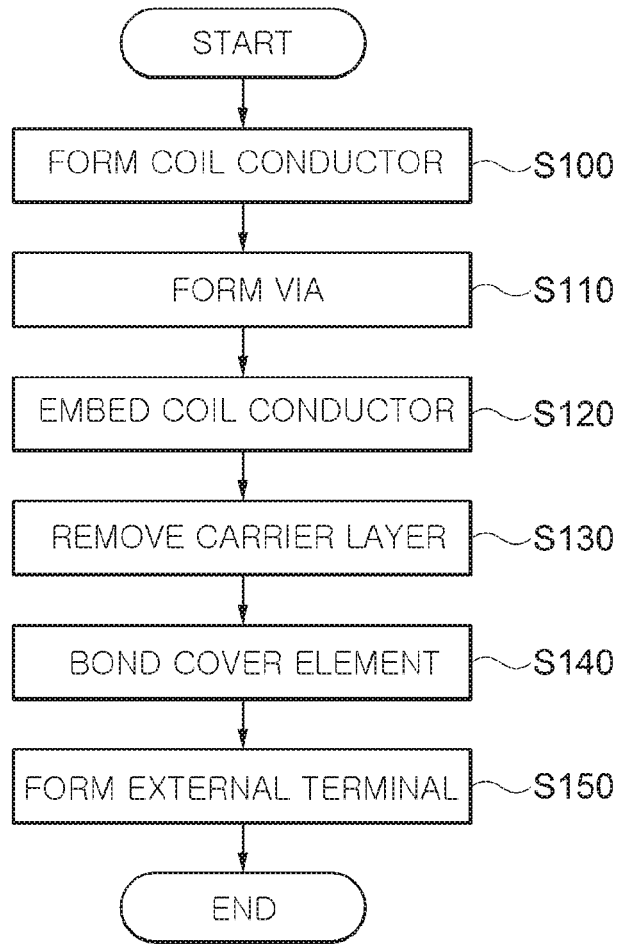 START
FORM COIL CONDUCTOR S100
FORM VIA S110
EMBED COIL CONDUCTOR S120
REMOVE CARRIER LAYER S130
BOND COVER ELEMENT S140
FORM EXTERNAL TERMINAL S150
END